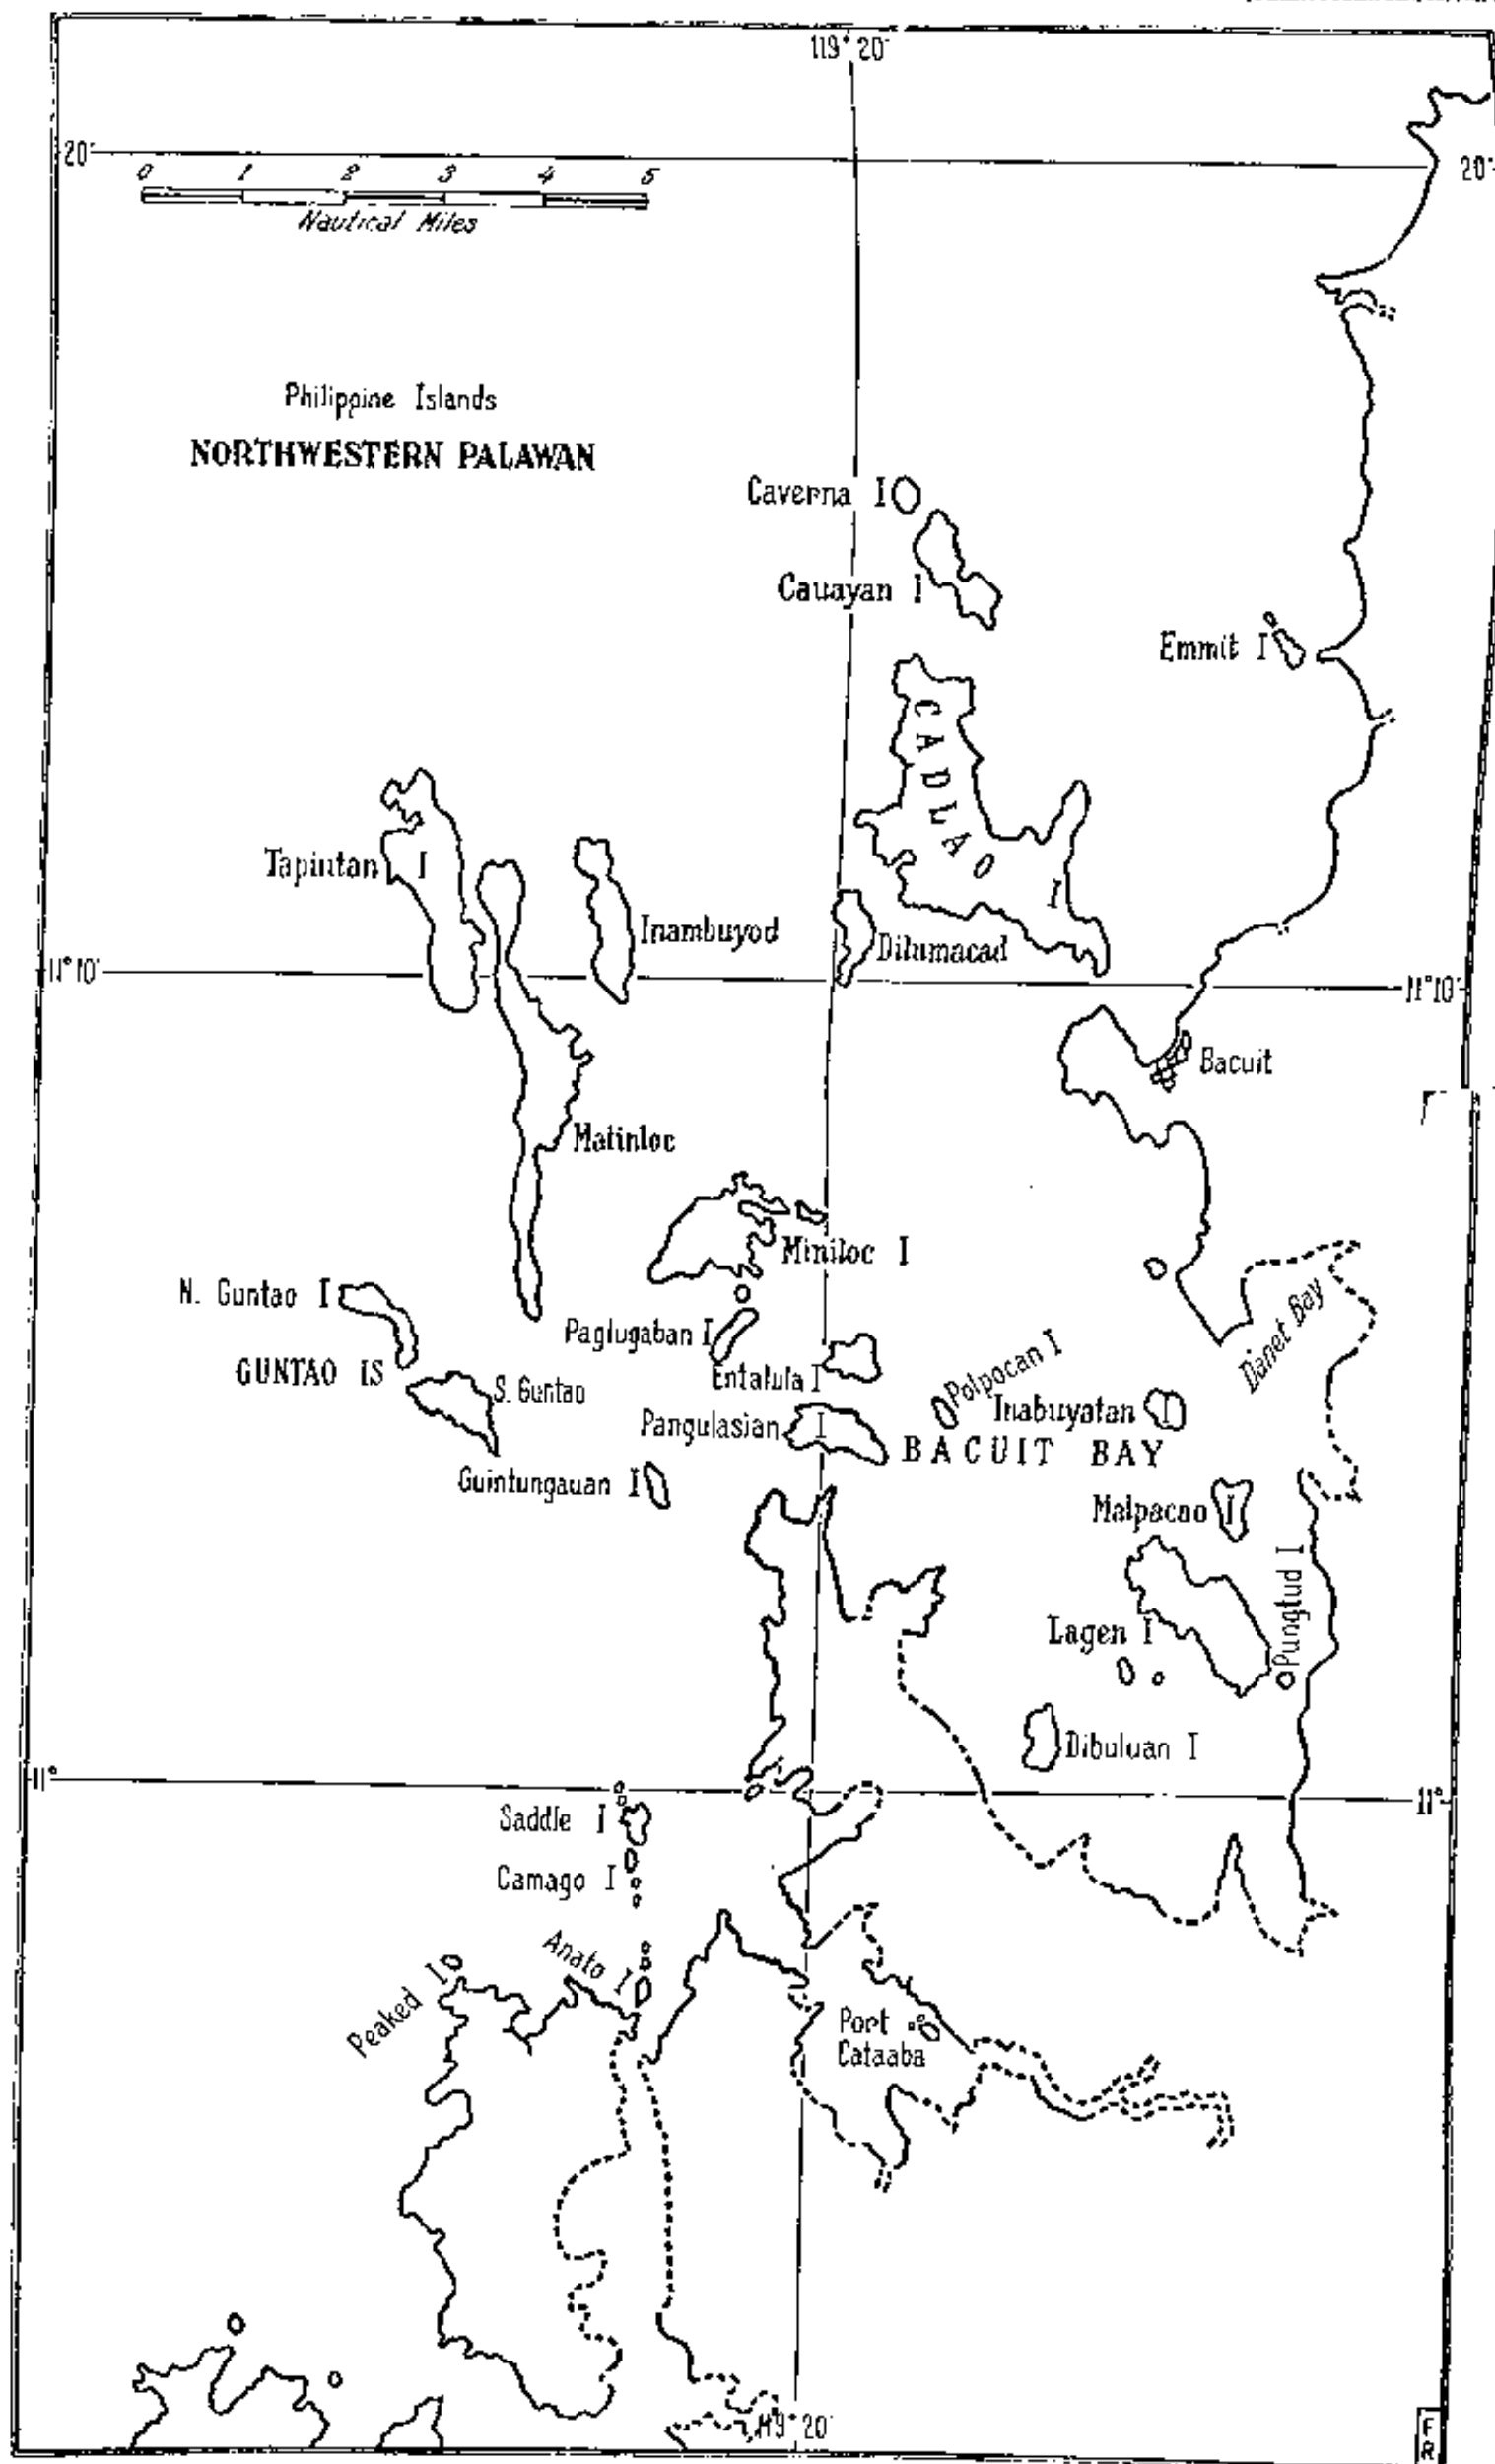 119° 20'
20'
20'
0 1 2 3 4 5
Nautical Miles
Philippine Islands
NORTHWESTERN PALAWAN
Caverna I
Cauayan I
Emmit I
CADLAO I
Tapiutan I
Inambuyod
Dilumacad
11° 10'
11° 10'
Bacuit
Matinloc
Miniloc I
N. Guntao I
Paglugaban I
Danet Bay
GUNTAO IS
S. Guntao
Entalula I
Polpocan I
Inabuyatan I
Pangulasian I
BACUIT BAY
Guintungauan I
Malpacao I
Lagen I
Pungtud I
Dibuluan I
11°
11°
Saddle I
Camago I
Anato I
Peaked I
Port
Cataaba
119° 20'
F
R